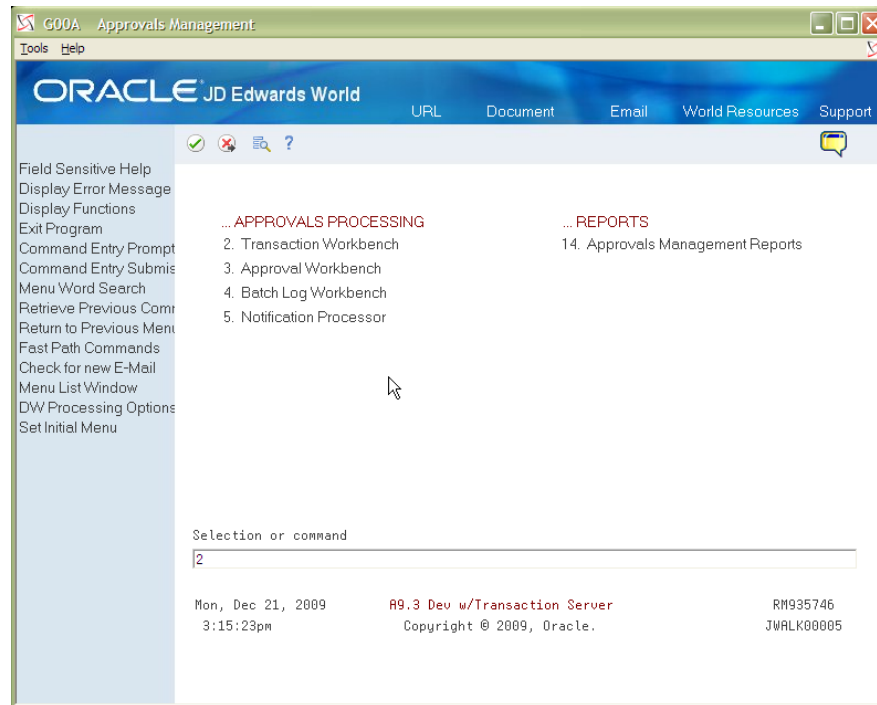 G00A Approvals Management
Tools Help
ORACLE JD Edwards World
URL Document Email World Resources Support
?
Field Sensitive Help
Display Error Message
Display Functions
Exit Program
Command Entry Prompt
Command Entry Submis
Menu Word Search
Retrieve Previous Com
Return to Previous Menu
Fast Path Commands
Check for new E-Mail
Menu List Window
DW Processing Options
Set Initial Menu
... APPROVALS PROCESSING
2. Transaction Workbench
3. Approval Workbench
4. Batch Log Workbench
5. Notification Processor
... REPORTS
14. Approvals Management Reports
Selection or command
2
Mon, Dec 21, 2009 A9.3 Dev w/Transaction Server RM935746
3:15:23pm Copyright © 2009, Oracle. JWALK00005